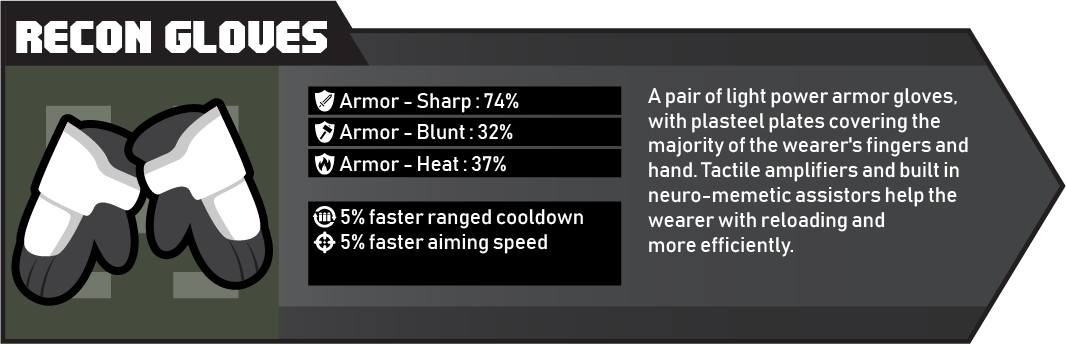 RECON GLOVES
Armor - Sharp : 74%
Armor - Blunt : 32%
Armor - Heat : 37%
5% faster ranged cooldown
5% faster aiming speed
A pair of light power armor gloves,
with plasteel plates covering the
majority of the wearer's fingers and
hand. Tactile amplifiers and built in
neuro-memetic assistors help the
wearer with reloading and
more efficiently.